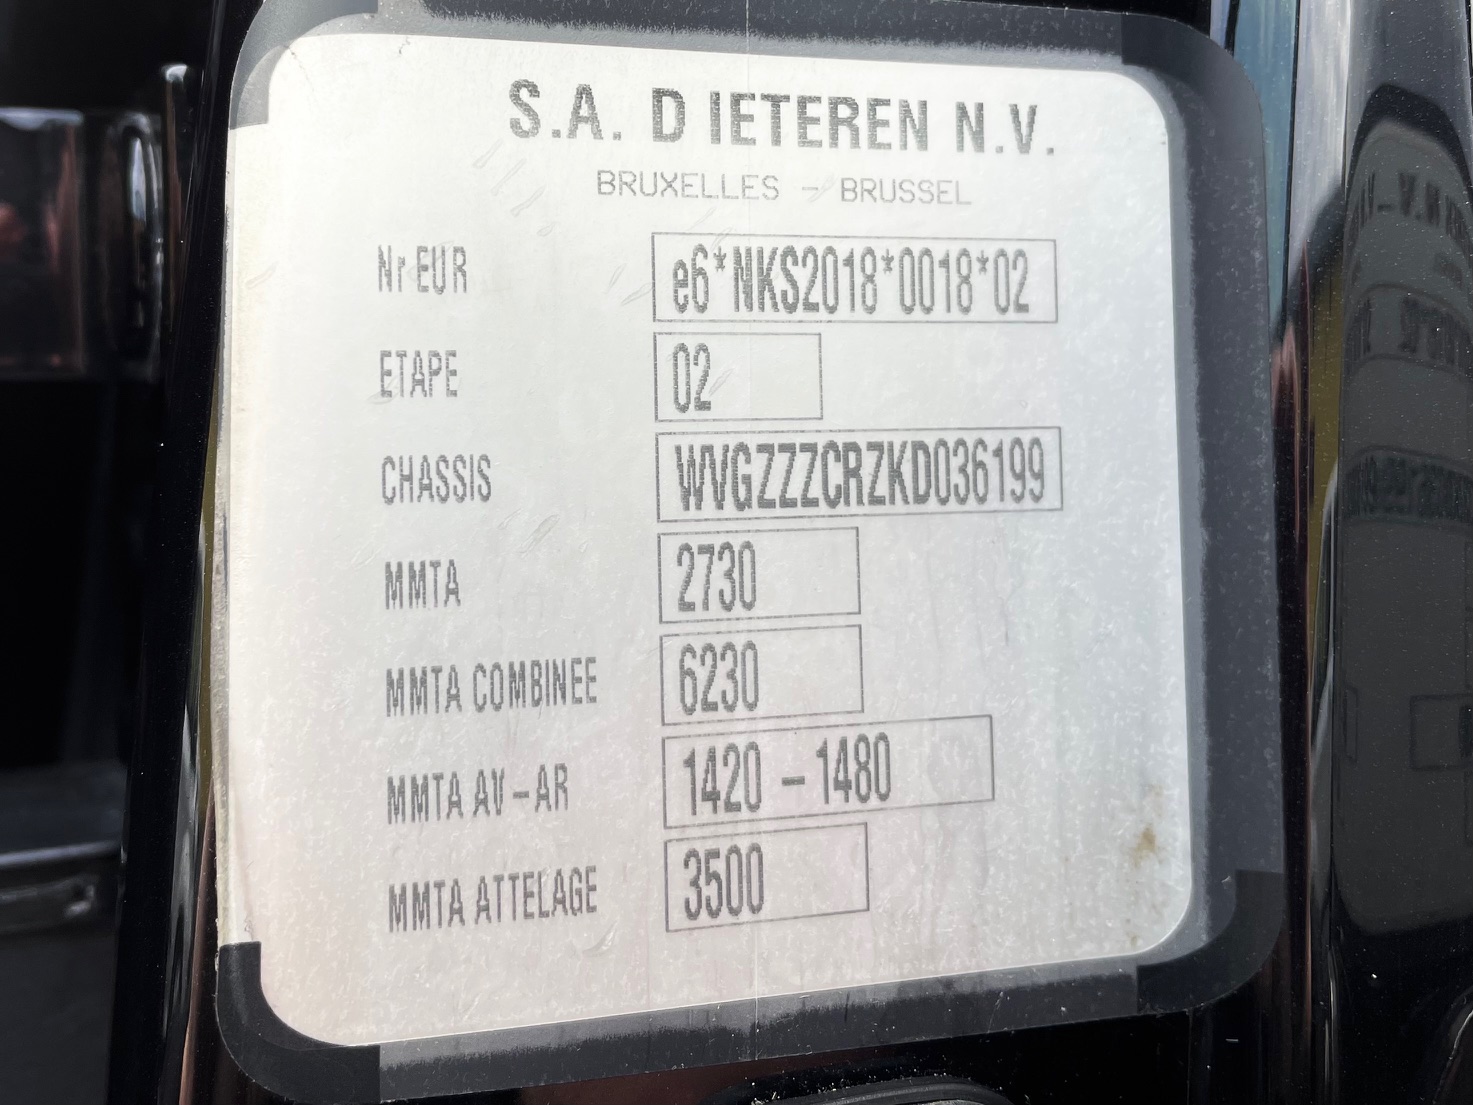 S.A. D IETEREN N.V.
BRUXELLES - BRUSSEL
Nr EUR e6*NKS2018*0018*02
ETAPE 02
CHASSIS WVGZZZCRZKD036199
MMTA 2730
MMTA COMBINEE 6230
MMTA AV-AR 1420 - 1480
MMTA ATTELAGE 3500